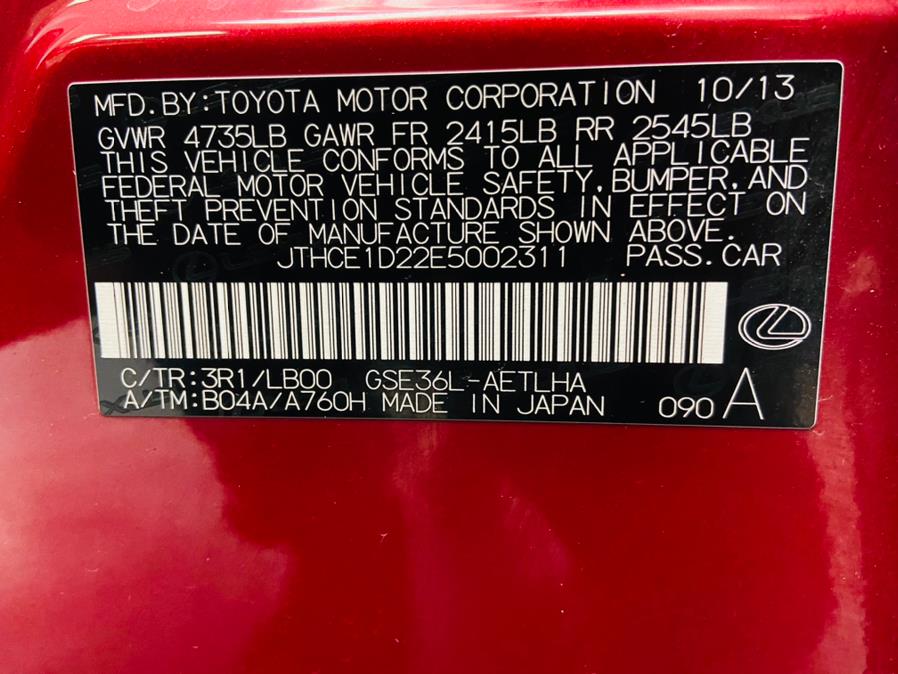 MFD.BY:TOYOTA MOTOR CORPORATION 10/13
GVWR 4735LB GAWR FR 2415LB RR 2545LB
THIS VEHICLE CONFORMS TO ALL APPLICABLE
FEDERAL MOTOR VEHICLE SAFETY,BUMPER,AND
THEFT PREVENTION STANDARDS IN EFFECT ON
THE DATE OF MANUFACTURE SHOWN ABOVE.
JTHCE1D22E5002311 PASS.CAR
C/TR:3R1/LB00 GSE36L-AETLHA
A/TM:B04A/A760H MADE IN JAPAN 090 A